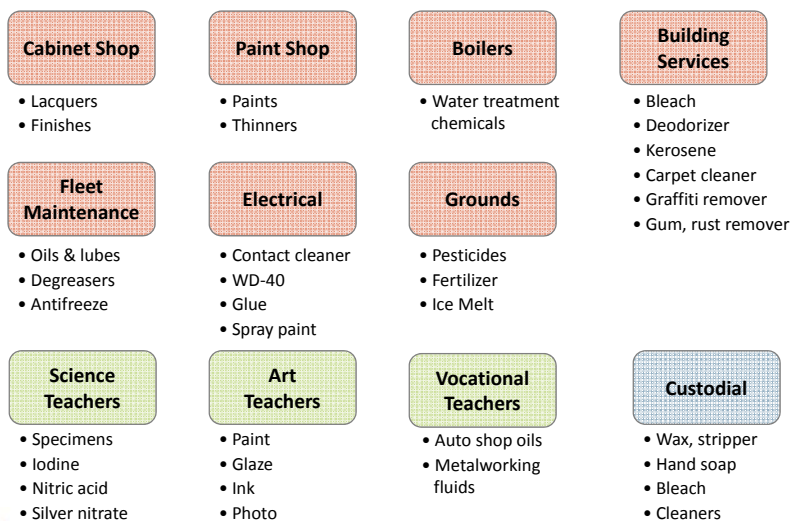 Cabinet Shop
• Lacquers
• Finishes
Paint Shop
• Paints
• Thinners
Boilers
• Water treatment
chemicals
Building
Services
• Bleach
• Deodorizer
• Kerosene
• Carpet cleaner
• Graffiti remover
• Gum, rust remover
Fleet
Maintenance
• Oils & lubes
• Degreasers
• Antifreeze
Electrical
• Contact cleaner
• WD-40
• Glue
• Spray paint
Grounds
• Pesticides
• Fertilizer
• Ice Melt
Science
Teachers
• Specimens
• Iodine
• Nitric acid
• Silver nitrate
Art
Teachers
• Paint
• Glaze
• Ink
• Photo
Vocational
Teachers
• Auto shop oils
• Metalworking
fluids
Custodial
• Wax, stripper
• Hand soap
• Bleach
• Cleaners